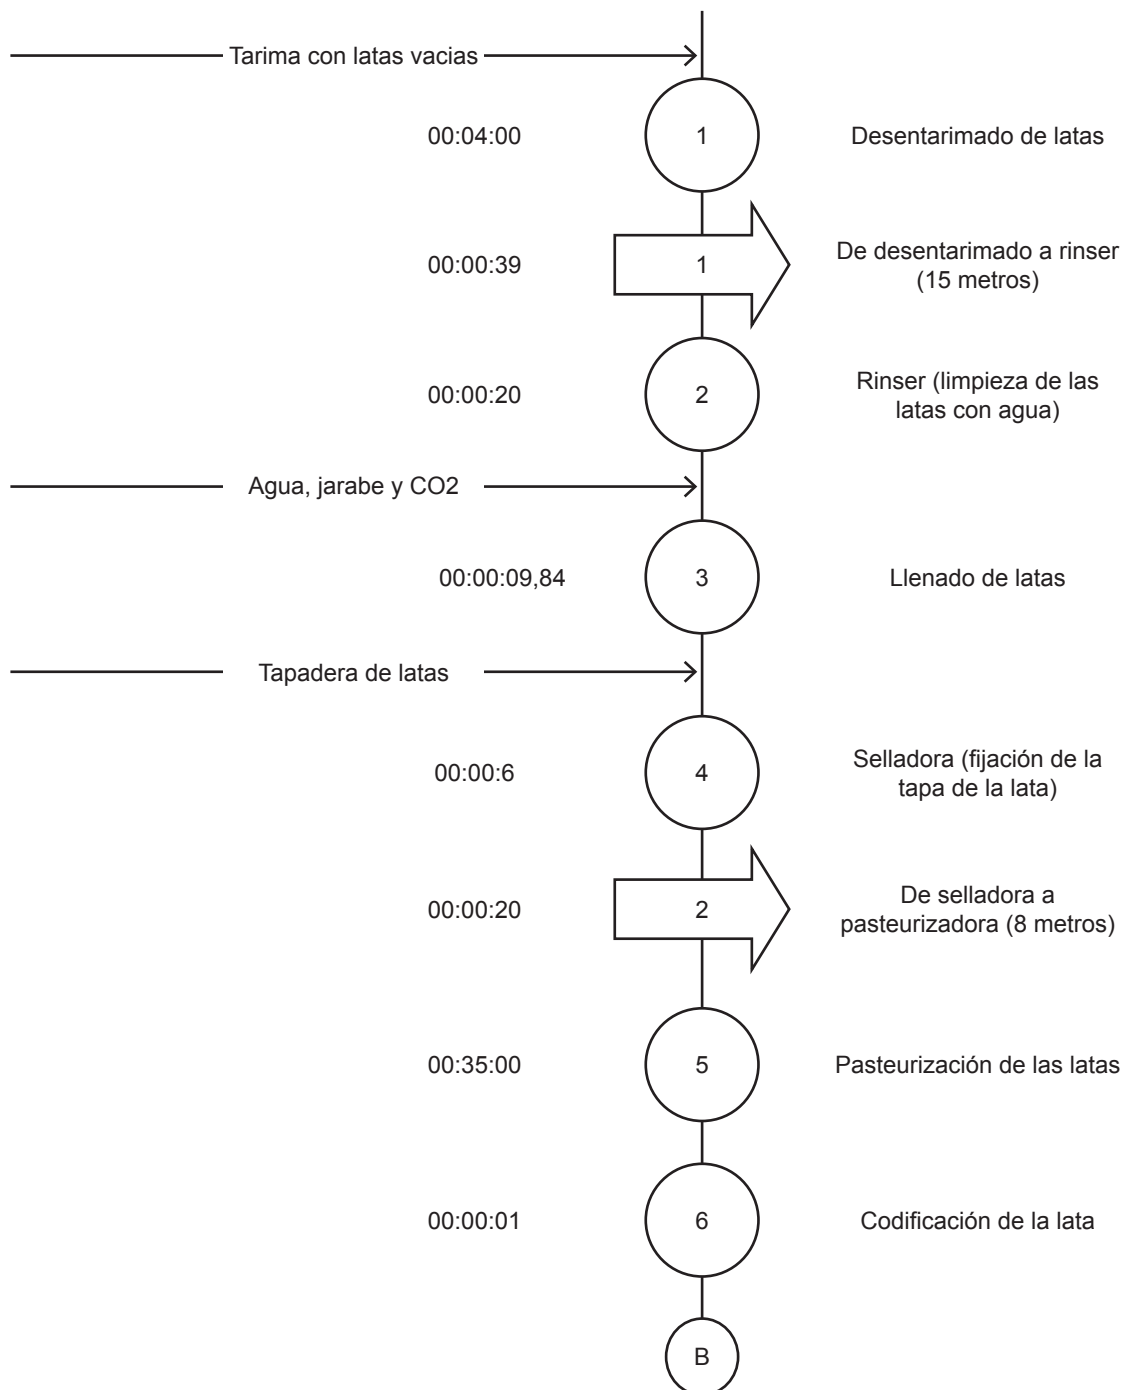 Tarima con latas vacias
00:04:00
1
Desentarimado de latas
00:00:39
1
De desentarimado a rinser
(15 metros)
00:00:20
2
Rinser (limpieza de las
latas con agua)
Agua, jarabe y CO2
00:00:09,84
3
Llenado de latas
Tapadera de latas
00:00:6
4
Selladora (fijación de la
tapa de la lata)
00:00:20
2
De selladora a
pasteurizadora (8 metros)
00:35:00
5
Pasteurización de las latas
00:00:01
6
Codificación de la lata
B